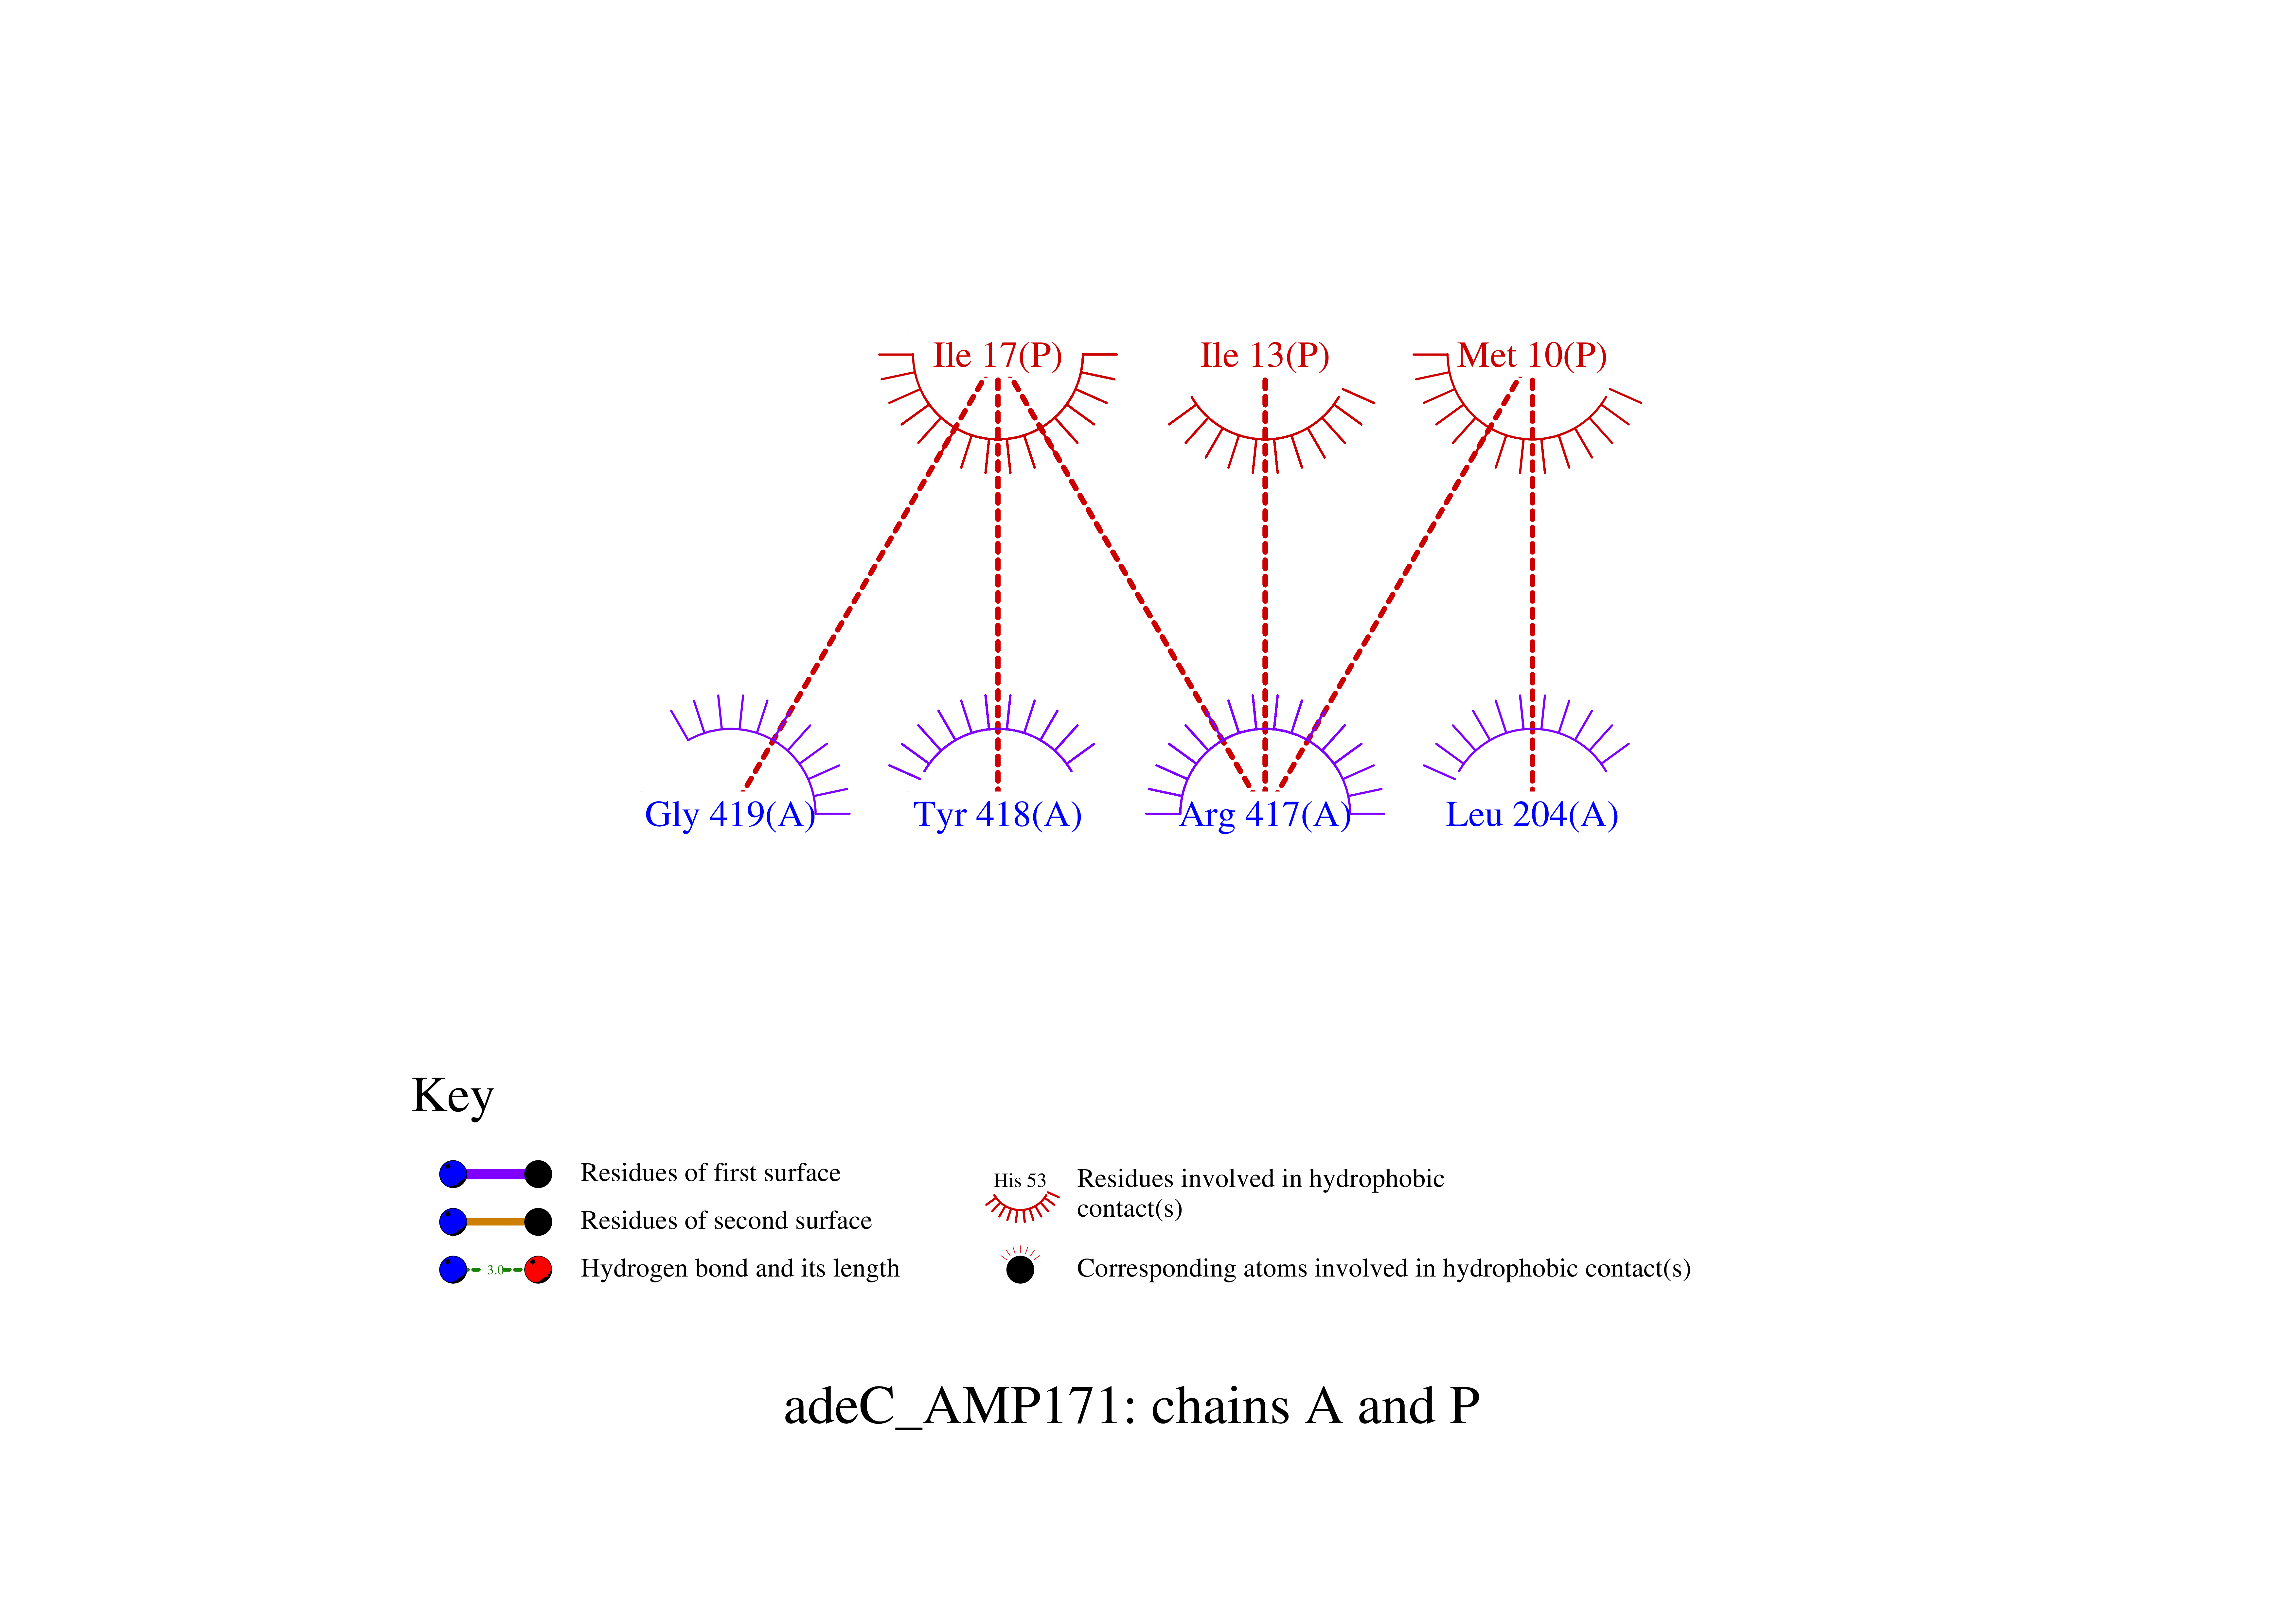 Ile 17(P) Ile 13(P) Met 10(P)
Gly 419(A) Tyr 418(A) Arg 417(A) Leu 204(A)
Key
Residues of first surface
Residues of second surface
3.0 Hydrogen bond and its length
His 53 Residues involved in hydrophobic
contact(s)
Corresponding atoms involved in hydrophobic contact(s)
adeC_AMP171: chains A and P